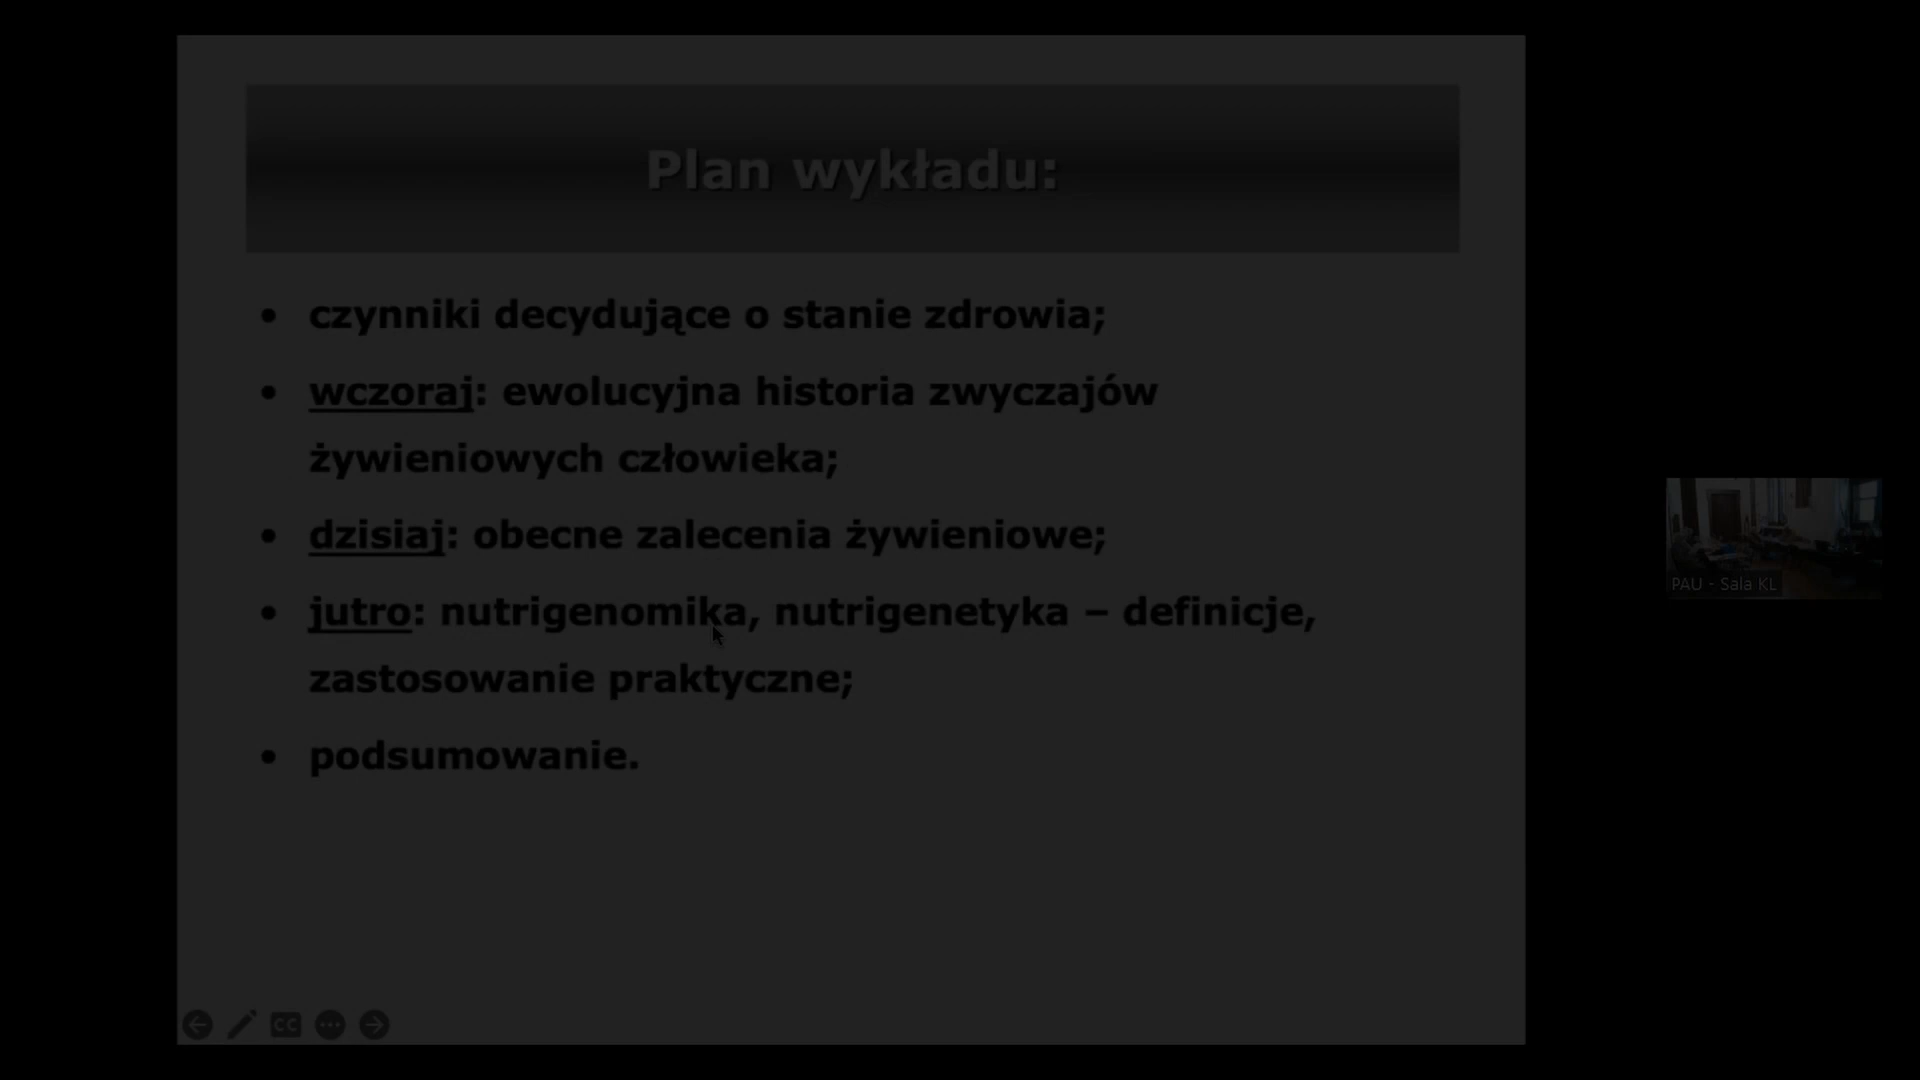 Plan wykładu:
• czynniki decydujące o stanie zdrowia;
• wczoraj: ewolucyjna historia zwyczajów
żywieniowych człowieka;
• dzisiaj: obecne zalecenia żywieniowe;
• jutro: nutrigenomika, nutrigenetyka – definicje,
zastosowanie praktyczne;
• podsumowanie.
PAU - Sala KL
CC